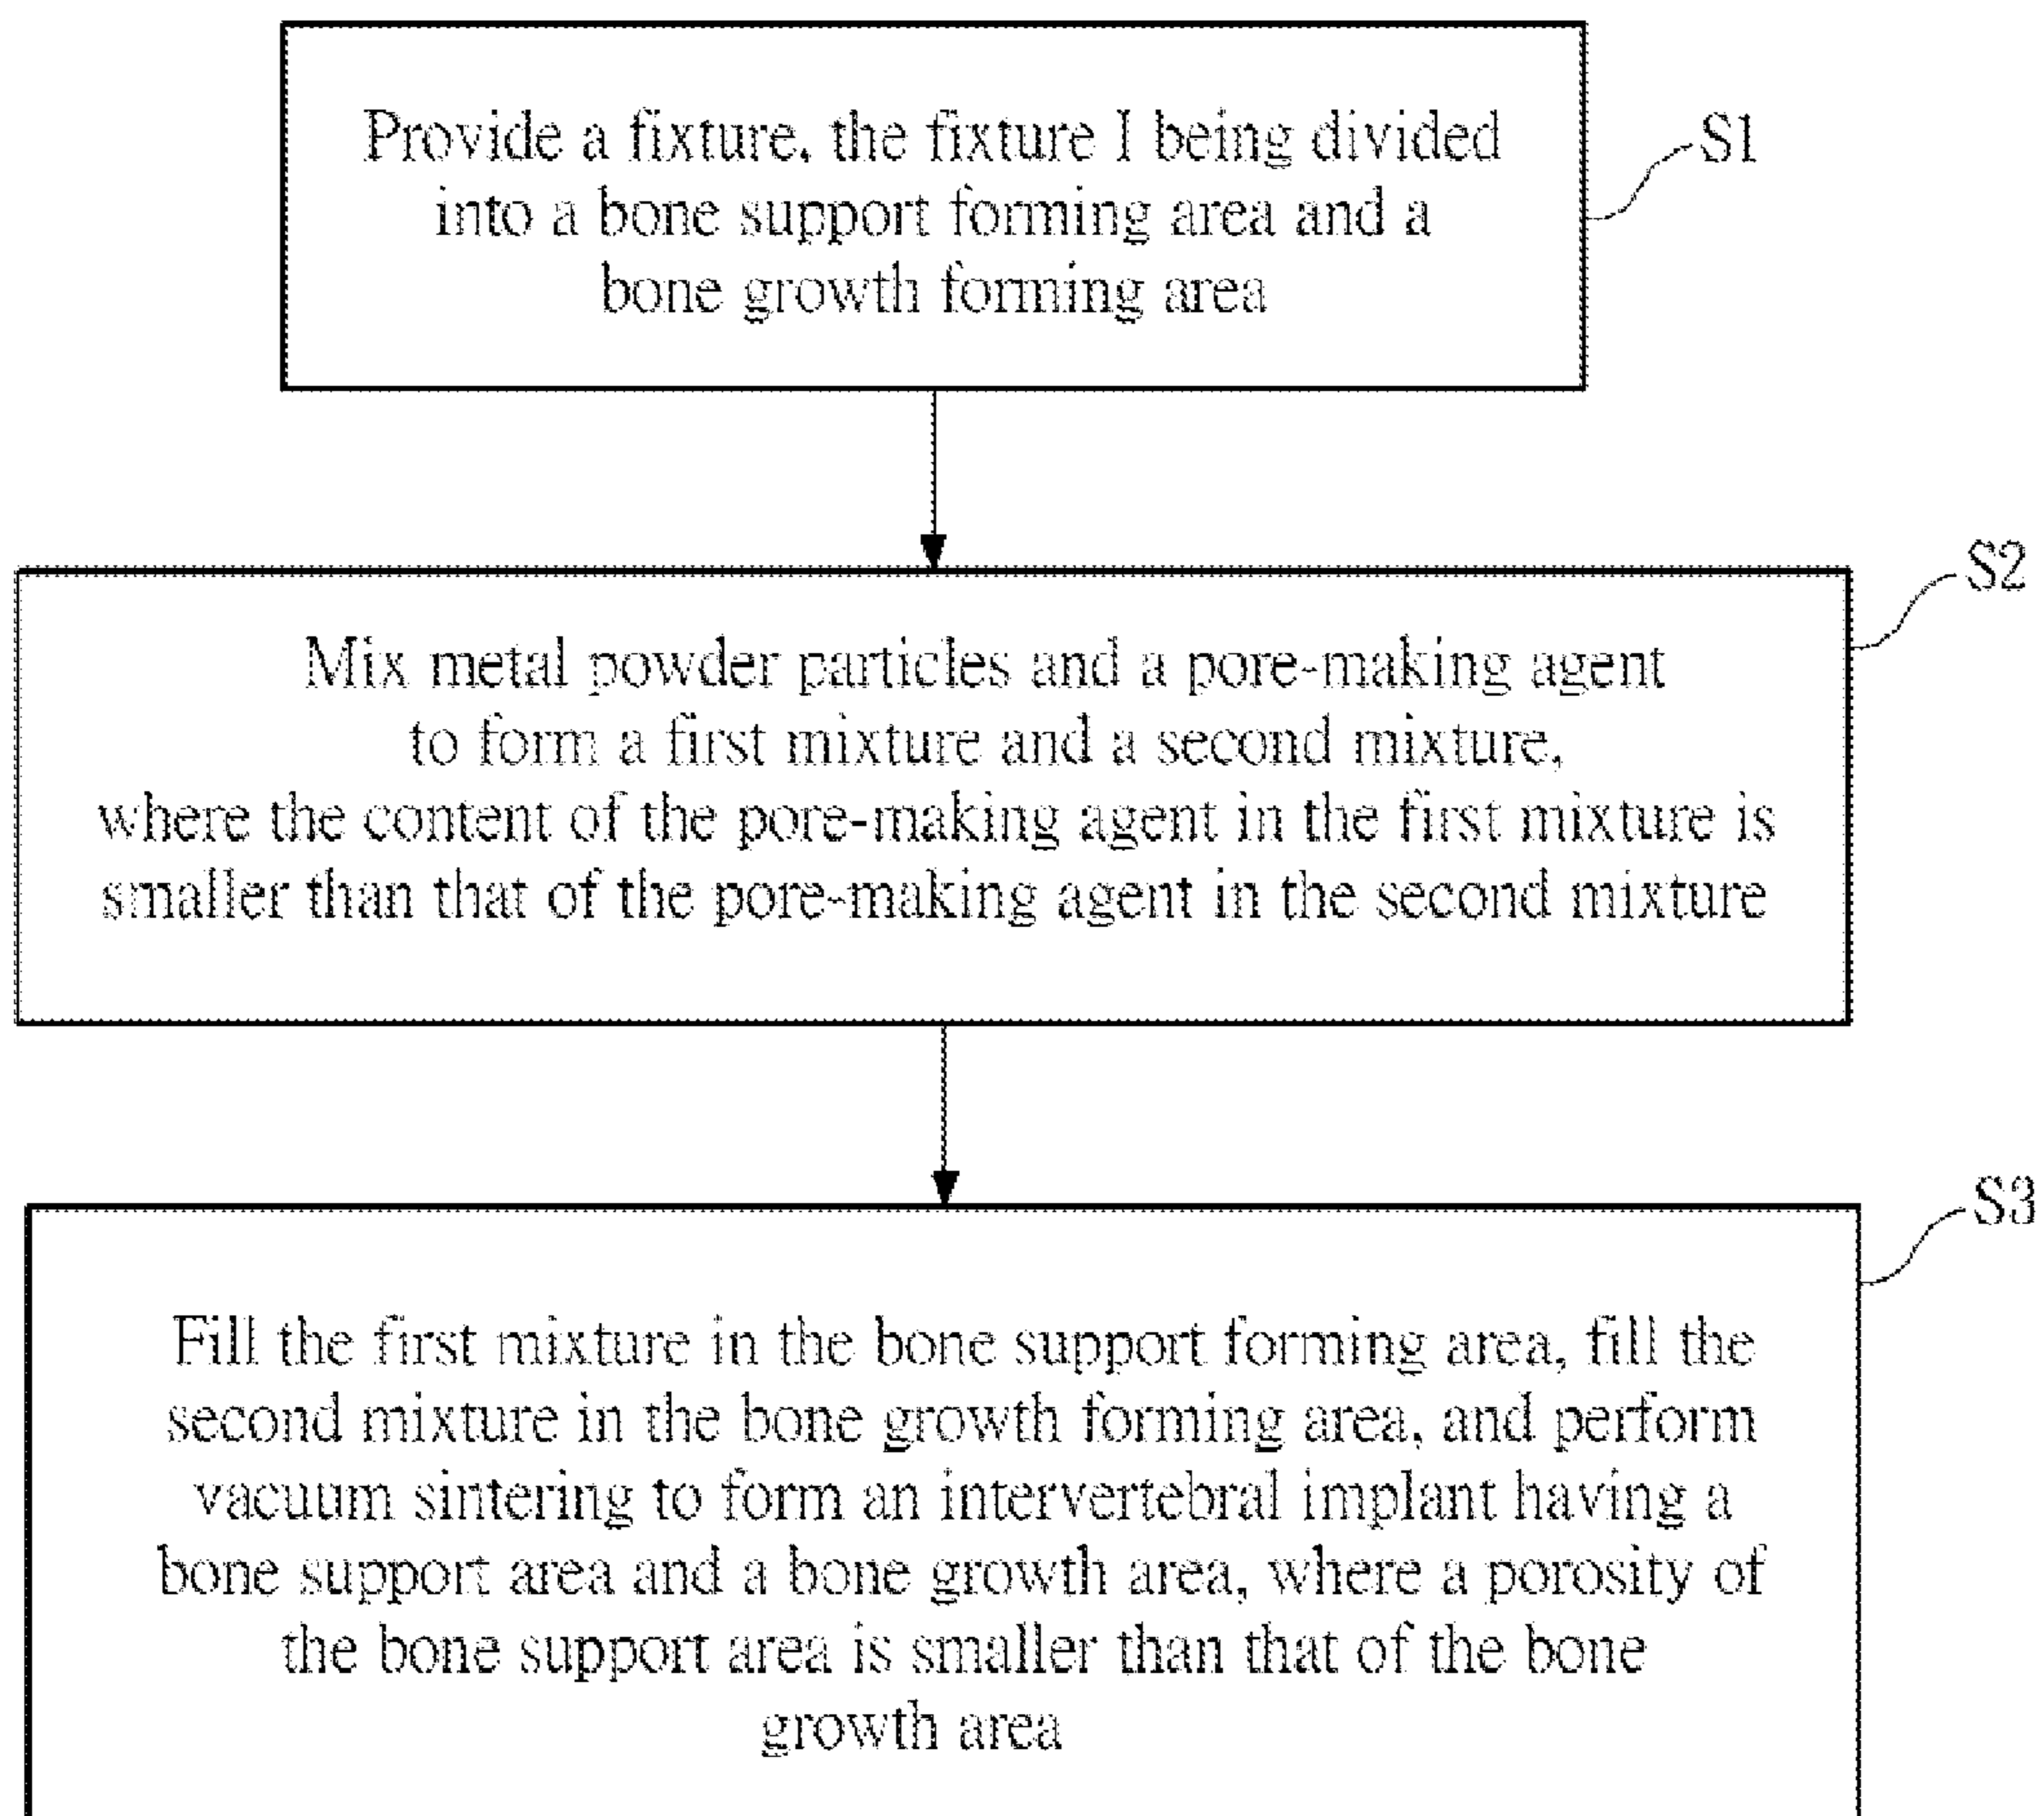 Provide a fixture, the fixture I being divided
into a bone support forming area and a
bone growth forming area
S1
S2
Mix metal powder particles and a pore-making agent
to form a first mixture and a second mixture,
where the content of the pore-making agent in the first mixture is
smaller than that of the pore-making agent in the second mixture
S3
Fill the first mixture in the bone support forming area, fill the
second mixture in the bone growth forming area, and perform
vacuum sintering to form an intervertebral implant having a
bone support area and a bone growth area, where a porosity of
the bone support area is smaller than that of the bone
growth area